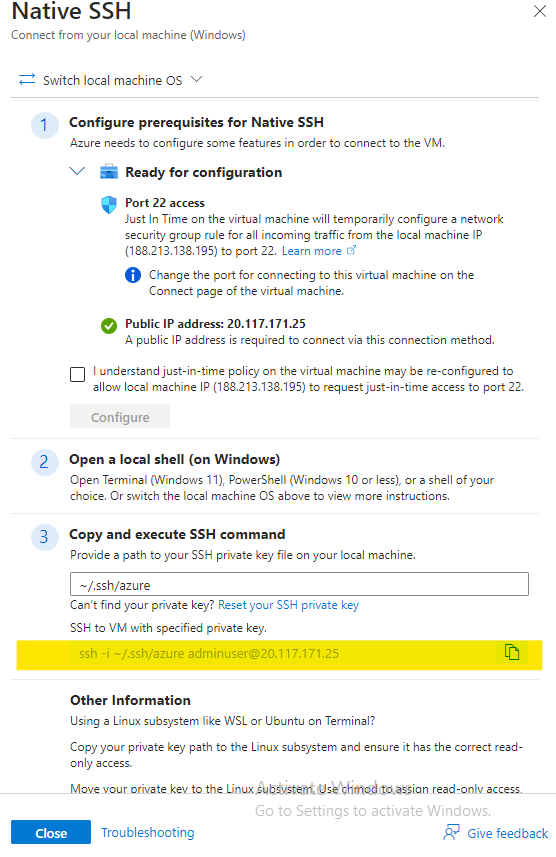 Native SSH
Connect from your local machine (Windows)
Switch local machine OS
1
Configure prerequisites for Native SSH
Azure needs to configure some features in order to connect to the VM.
Ready for configuration
Port 22 access
Just In Time on the virtual machine will temporarily configure a network
security group rule for all incoming traffic from the local machine IP
(188.213.138.195) to port 22. Learn more
Change the port for connecting to this virtual machine on the
Connect page of the virtual machine.
Public IP address: 20.117.171.25
A public IP address is required to connect via this connection method.
I understand just-in-time policy on the virtual machine may be re-configured to
allow local machine IP (188.213.138.195) to request just-in-time access to port 22.
Configure
2
Open a local shell (on Windows)
Open Terminal (Windows 11), PowerShell (Windows 10 or less), or a shell of your
choice. Or switch the local machine OS above to view more instructions.
3
Copy and execute SSH command
Provide a path to your SSH private key file on your local machine.
~/.ssh/azure
Can't find your private key? Reset your SSH private key
SSH to VM with specified private key.
ssh -i ~/.ssh/azure adminuser@20.117.171.25
Other Information
Using a Linux subsystem like WSL or Ubuntu on Terminal?
Copy your private key path to the Linux subsystem and ensure it has the correct read-
only access.
Move your private key to the Linux subsystem. Use chmod to assign read-only access.
Activate Windows
Go to Settings to activate Windows.
Close
Troubleshooting
Give feedback